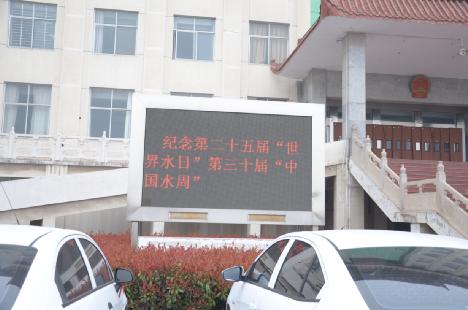 纪念第二十五届“世
界水日”第三十届“中
国水周”